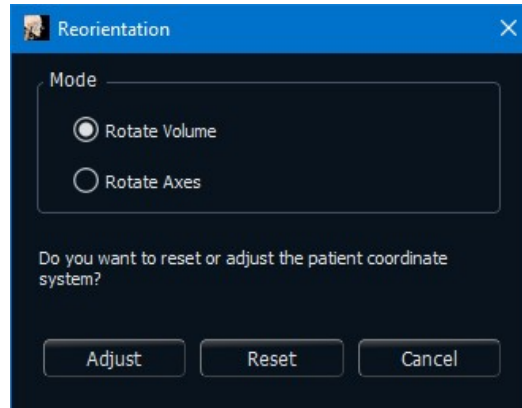 Reorientation
Mode
Rotate Volume
Rotate Axes
Do you want to reset or adjust the patient coordinate
system?
Adjust Reset Cancel